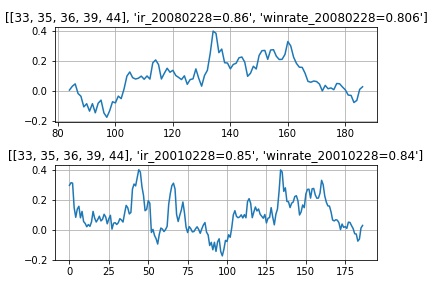 [[33, 35, 36, 39, 44], 'ir_20080228=0.86', 'winrate_20080228=0.806']
0.4
0.2
0.0
−0.2
80 100 120 140 160 180
[[33, 35, 36, 39, 44], 'ir_20010228=0.85', 'winrate_20010228=0.84']
0.4
0.2
0.0
−0.2
0 25 50 75 100 125 150 175